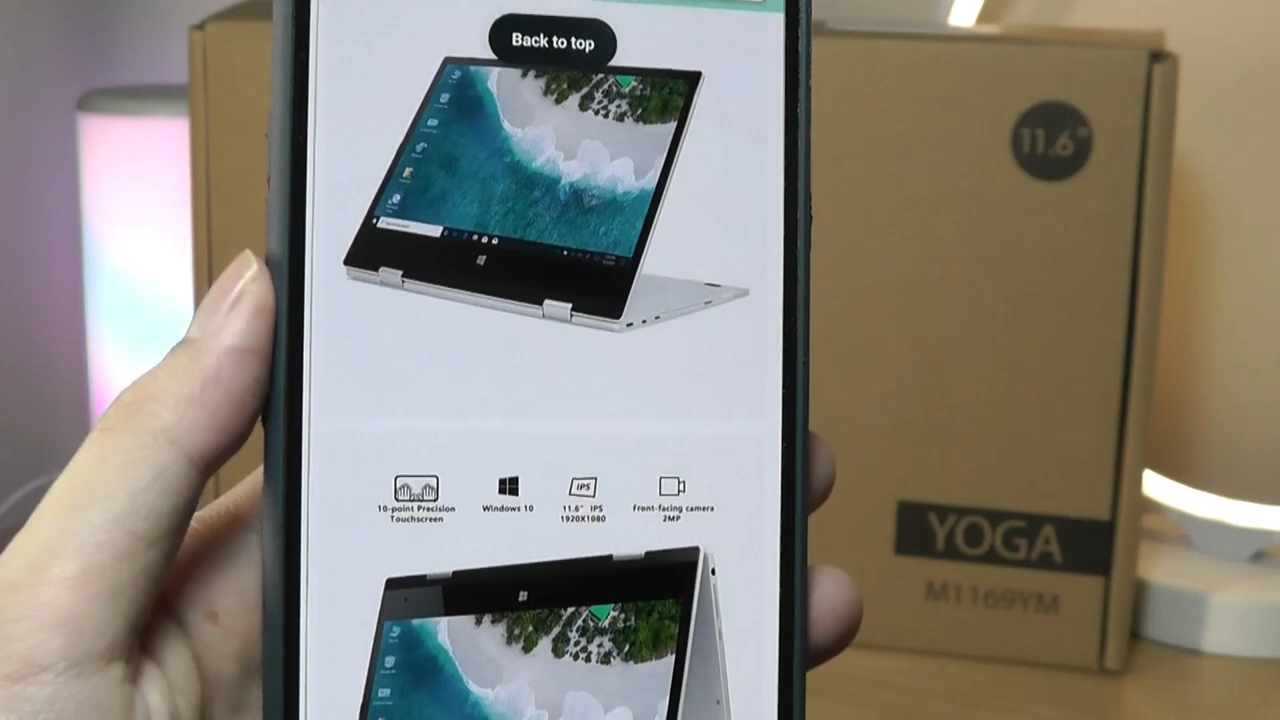 Back to top
11.6"
10-point Precision
Touchscreen
Windows 10
IPS
11.6" IPS
1920X1080
Front-facing camera
2MP
YOGA
M1169YM